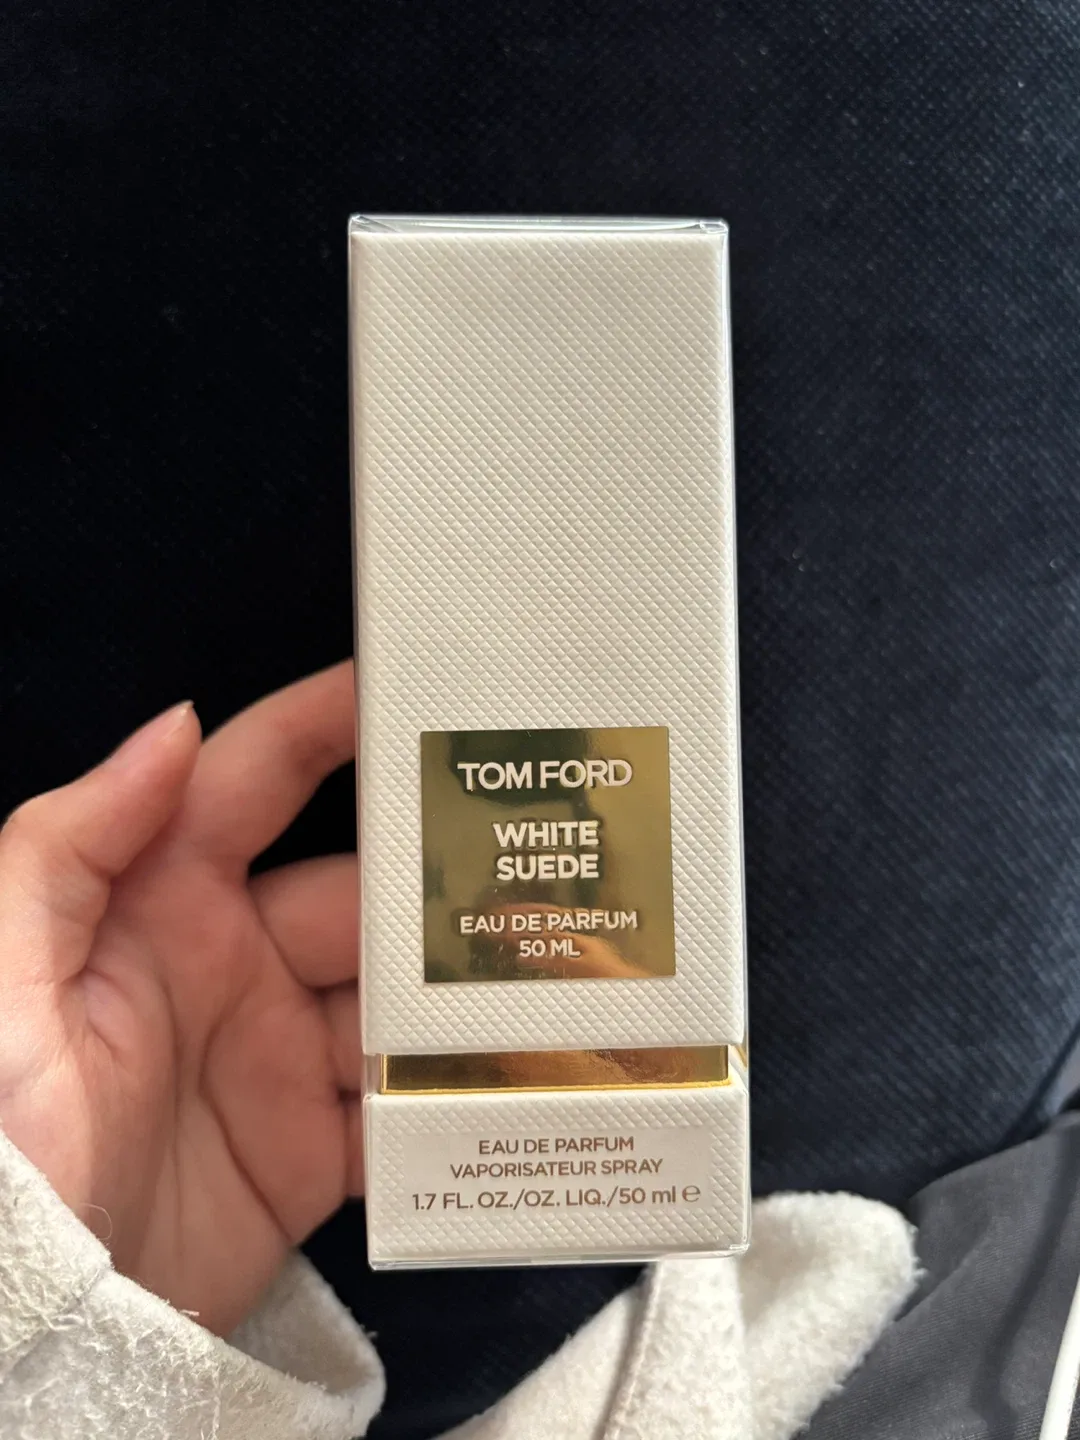 TOM FORD
WHITE
SUEDE
EAU DE PARFUM
50 ML
EAU DE PARFUM
VAPORISATEUR SPRAY
1.7 FL. OZ./OZ. LIQ./50 ml ℮